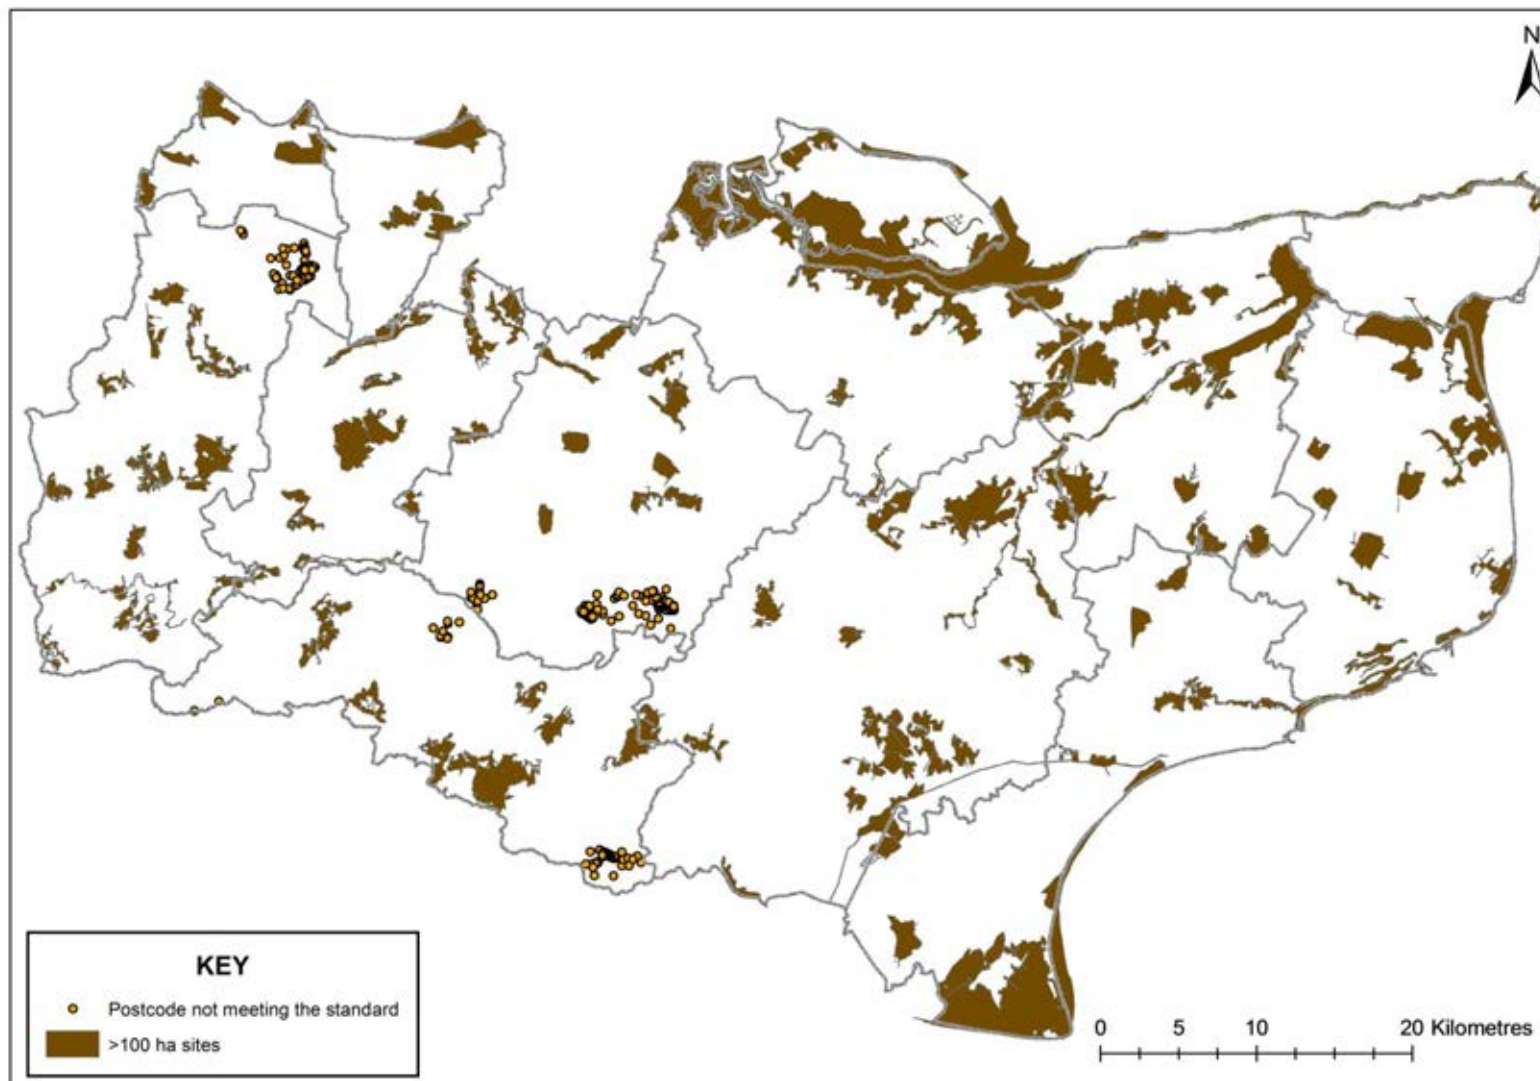 N
KEY
Postcode not meeting the standard
>100 ha sites
0 5 10 20 Kilometres